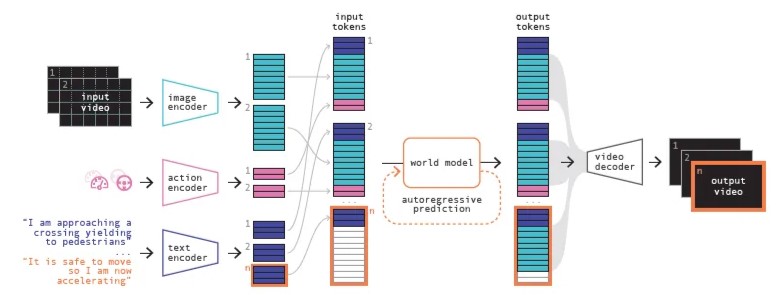 input
tokens
output
tokens
1
2
input
video
image
encoder
1
2
action
encoder
1
2
"I am approaching a
crossing yielding
to pedestrians"
...
"It is safe to move
so I am now
accelerating"
text
encoder
1
2
n
1
2
...
n
world model
autoregressive
prediction
...
video
decoder
1
2
n
output
video